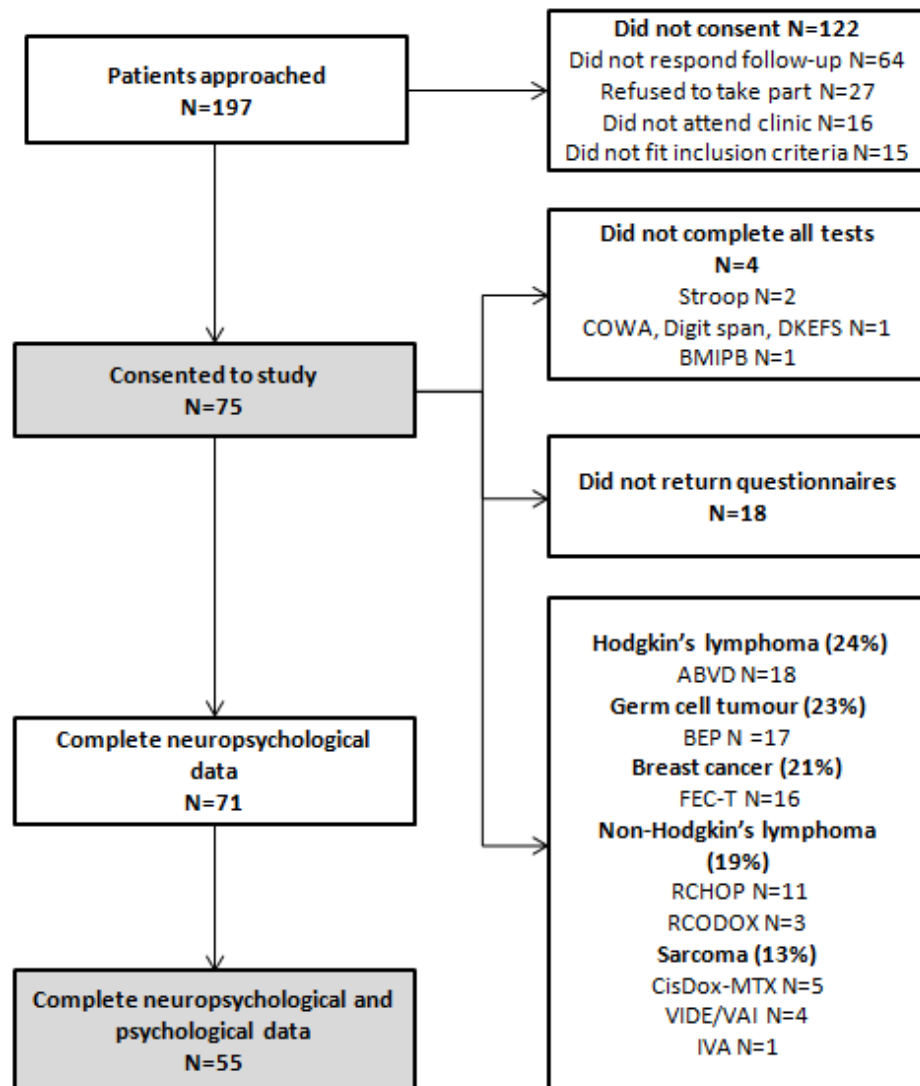 Patients approached
N=197
Did not consent N=122
Did not respond follow-up N=64
Refused to take part N=27
Did not attend clinic N=16
Did not fit inclusion criteria N=15
Did not complete all tests
N=4
Stroop N=2
COWA, Digit span, DKEFS N=1
BMIPB N=1
Consented to study
N=75
Did not return questionnaires
N=18
Hodgkin's lymphoma (24%)
ABVD N=18
Germ cell tumour (23%)
BEP N =17
Breast cancer (21%)
FEC-T N=16
Non-Hodgkin's lymphoma
(19%)
RCHOP N=11
RCODOX N=3
Sarcoma (13%)
CisDox-MTX N=5
VIDE/VAI N=4
IVA N=1
Complete neuropsychological
data
N=71
Complete neuropsychological and
psychological data
N=55